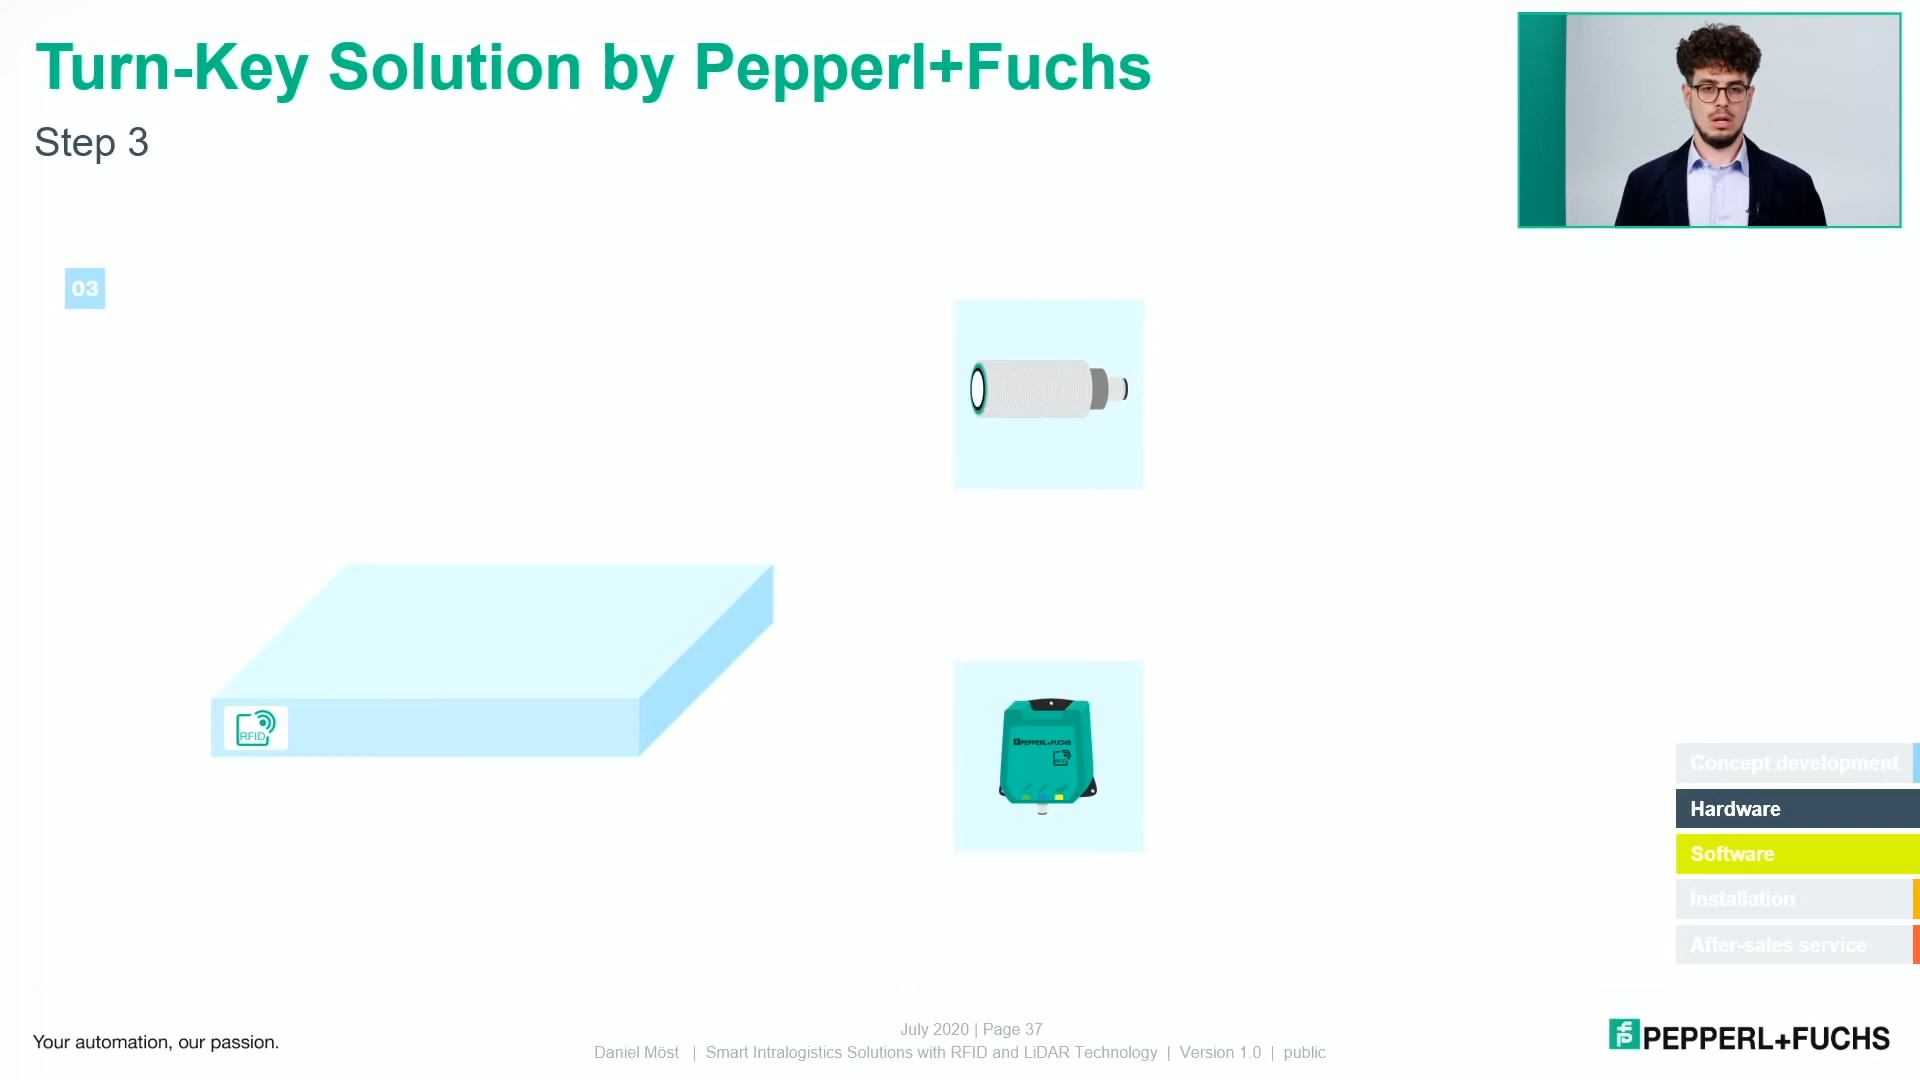 Turn-Key Solution by Pepperl+Fuchs
Step 3
03
RFID
PEPPERL+FUCHS
Concept development
Hardware
Software
Installation
After-sales service
Your automation, our passion.
July 2020 | Page 37
Daniel Möst | Smart Intralogistics Solutions with RFID and LiDAR Technology | Version 1.0 | public
PEPPERL+FUCHS